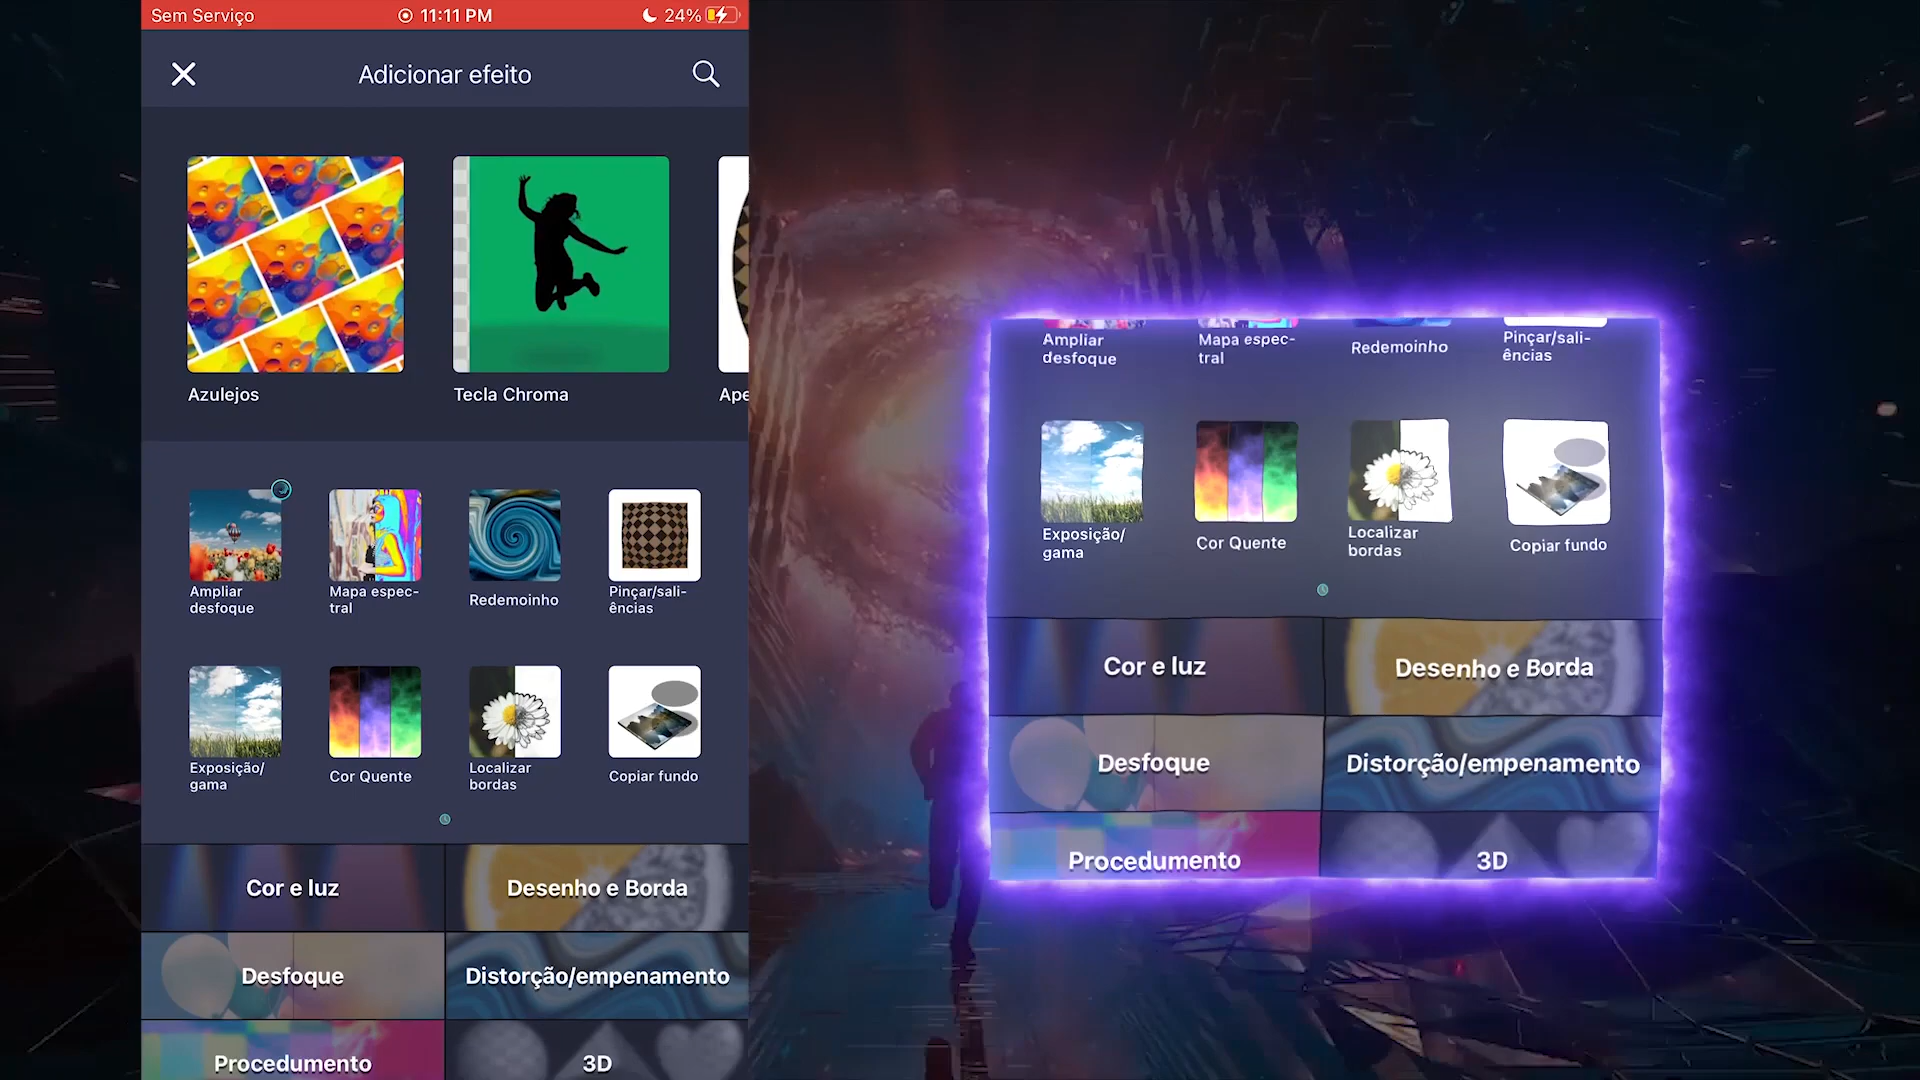 Sem Serviço
11:11 PM
24%
Adicionar efeito
Azulejos
Tecla Chroma
Ape
Ampliar
desfoque
Mapa espec-
tral
Redemoinho
Pinçar/sali-
ências
Exposição/
gama
Cor Quente
Localizar
bordas
Copiar fundo
Cor e luz
Desenho e Borda
Desfoque
Distorção/empenamento
Procedumento
3D
Ampliar
desfoque
Mapa espec-
tral
Redemoinho
Pinçar/sali-
ências
Exposição/
gama
Cor Quente
Localizar
bordas
Copiar fundo
Cor e luz
Desenho e Borda
Desfoque
Distorção/empenamento
Procedumento
3D